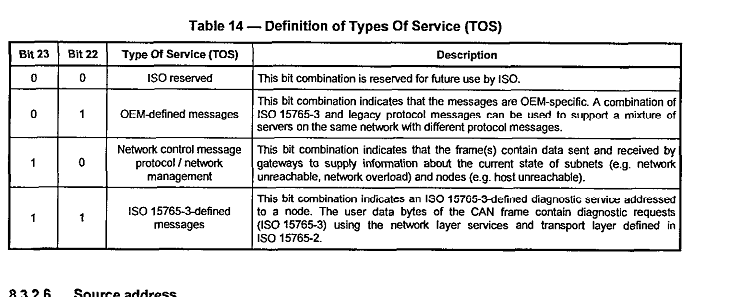 Table 14 — Definition of Types Of Service (TOS)
Bit 23 Bit 22 Type Of Service (TOS) Description
0 0 ISO reserved This bit combination is reserved for future use by ISO.
0 1 OEM-defined messages This bit combination indicates that the messages are OEM-specific. A combination of
ISO 15765-3 and legacy protocol messages can be used to support a mixture of
servers on the same network with different protocol messages.
1 0 Network control message
protocol / network
management
This bit combination indicates that the frame(s) contain data sent and received by
gateways to supply information about the current state of subnets (e.g. network
unreachable, network overload) and nodes (e.g. host unreachable).
1 1 ISO 15765-3-defined
messages
This bit combination indicates an ISO 15765-3-defined diagnostic service addressed
to a node. The user data bytes of the CAN frame contain diagnostic requests
(ISO 15765-3) using the network layer services and transport layer defined in
ISO 15765-2.
8.3.2.6 Source address